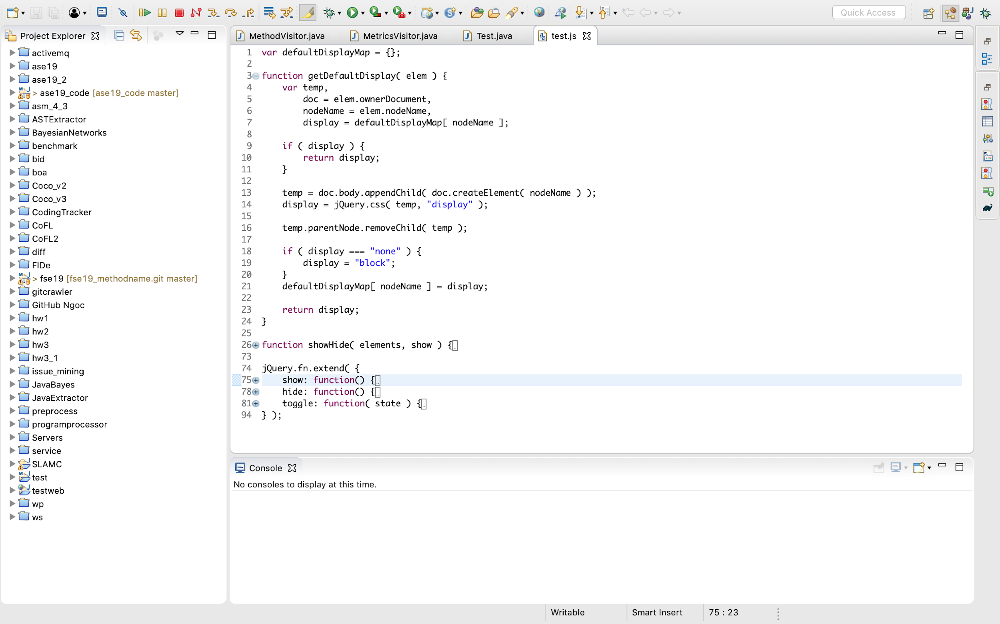 Quick Access
Project Explorer
activemq
ase19
ase19_2
> ase19_code [ase19_code master]
asm_4_3
ASTExtractor
BayesianNetworks
benchmark
bid
boa
Coco_v2
Coco_v3
CodingTracker
CoFL
CoFL2
diff
FIDe
> fse19 [fse19_methodname.git master]
gitcrawler
GitHub Ngoc
hw1
hw2
hw3
hw3_1
issue_mining
JavaBayes
JavaExtractor
preprocess
programprocessor
Servers
service
SLAMC
test
testweb
wp
ws
MethodVisitor.java MetricsVisitor.java Test.java test.js
1 var defaultDisplayMap = {};
2
3 function getDefaultDisplay( elem ) {
4 var temp,
5 doc = elem.ownerDocument,
6 nodeName = elem.nodeName,
7 display = defaultDisplayMap[ nodeName ];
8
9 if ( display ) {
10 return display;
11 }
12
13 temp = doc.body.appendChild( doc.createElement( nodeName ) );
14 display = jQuery.css( temp, "display" );
15
16 temp.parentNode.removeChild( temp );
17
18 if ( display === "none" ) {
19 display = "block";
20 }
21 defaultDisplayMap[ nodeName ] = display;
22
23 return display;
24 }
25
26 function showHide( elements, show ) {
73
74 jQuery.fn.extend( {
75 show: function() {
78 hide: function() {
81 toggle: function( state ) {
94 } );
Console
No consoles to display at this time.
Writable Smart Insert 75 : 23